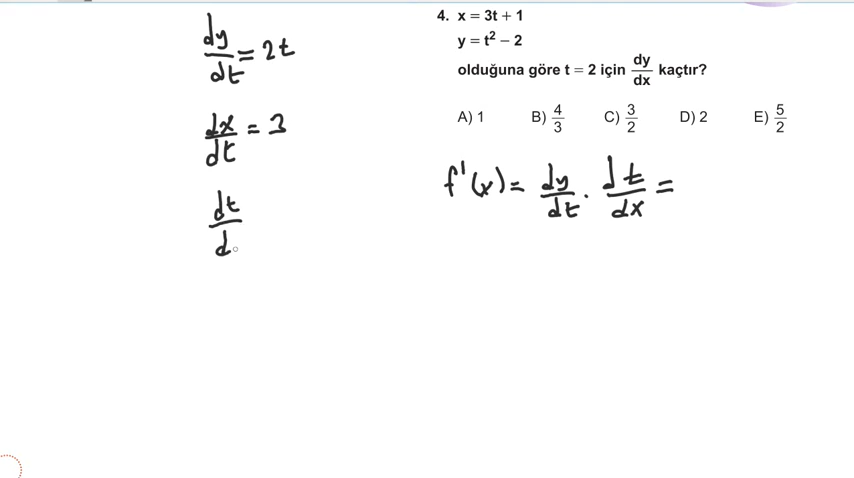 4. x = 3t + 1
y = t² – 2
olduğuna göre t = 2 için dy/dx kaçtır?
A) 1 B) 4/3 C) 3/2 D) 2 E) 5/2
dy/dt = 2t
dx/dt = 3
dt/d
f'(x) = dy/dt . dt/dx =